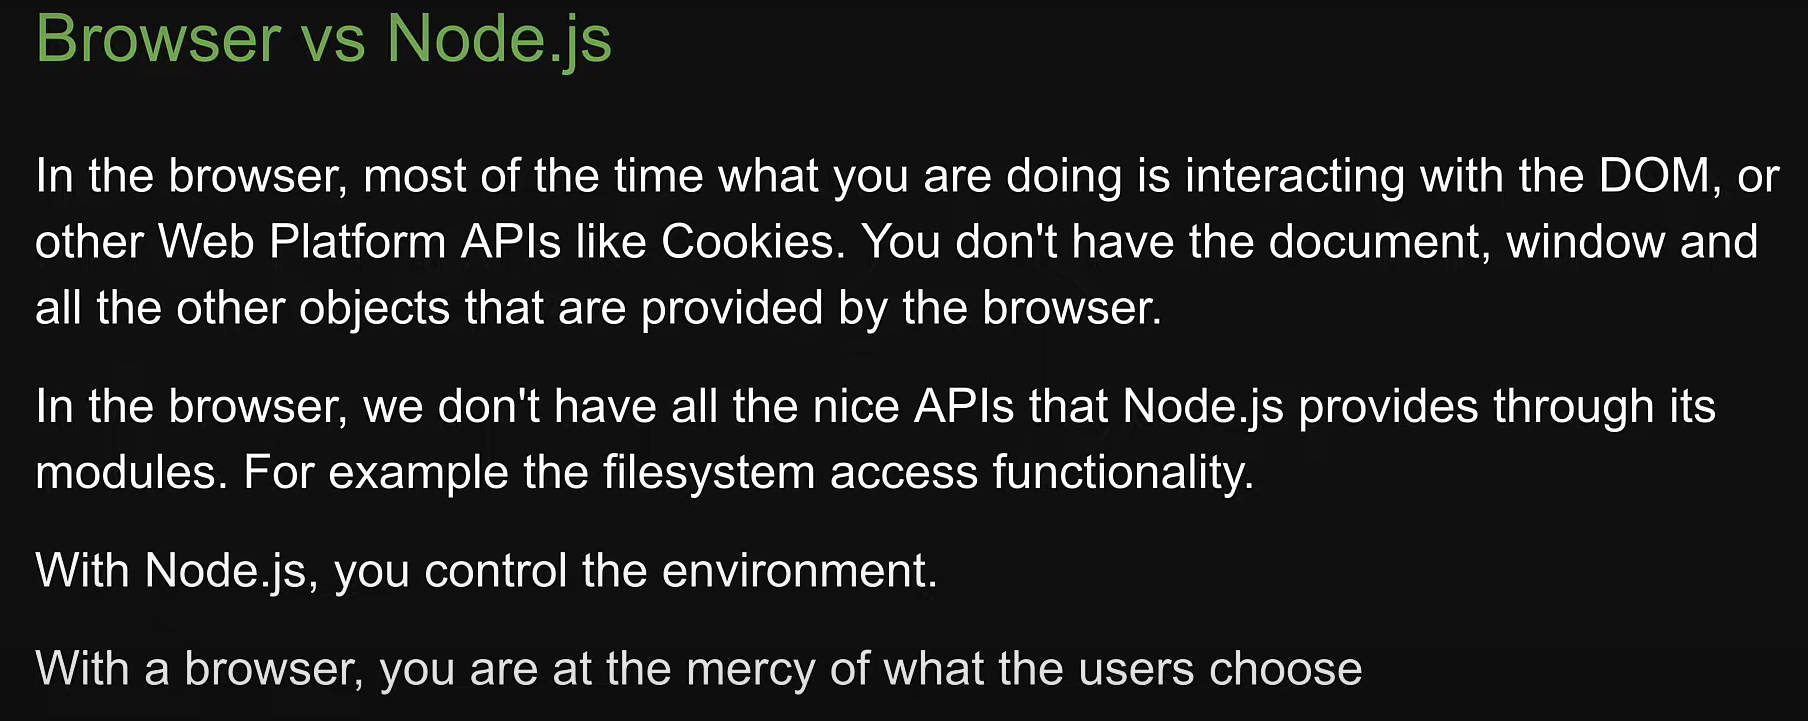 Browser vs Node.js
In the browser, most of the time what you are doing is interacting with the DOM, or
other Web Platform APIs like Cookies. You don't have the document, window and
all the other objects that are provided by the browser.
In the browser, we don't have all the nice APIs that Node.js provides through its
modules. For example the filesystem access functionality.
With Node.js, you control the environment.
With a browser, you are at the mercy of what the users choose